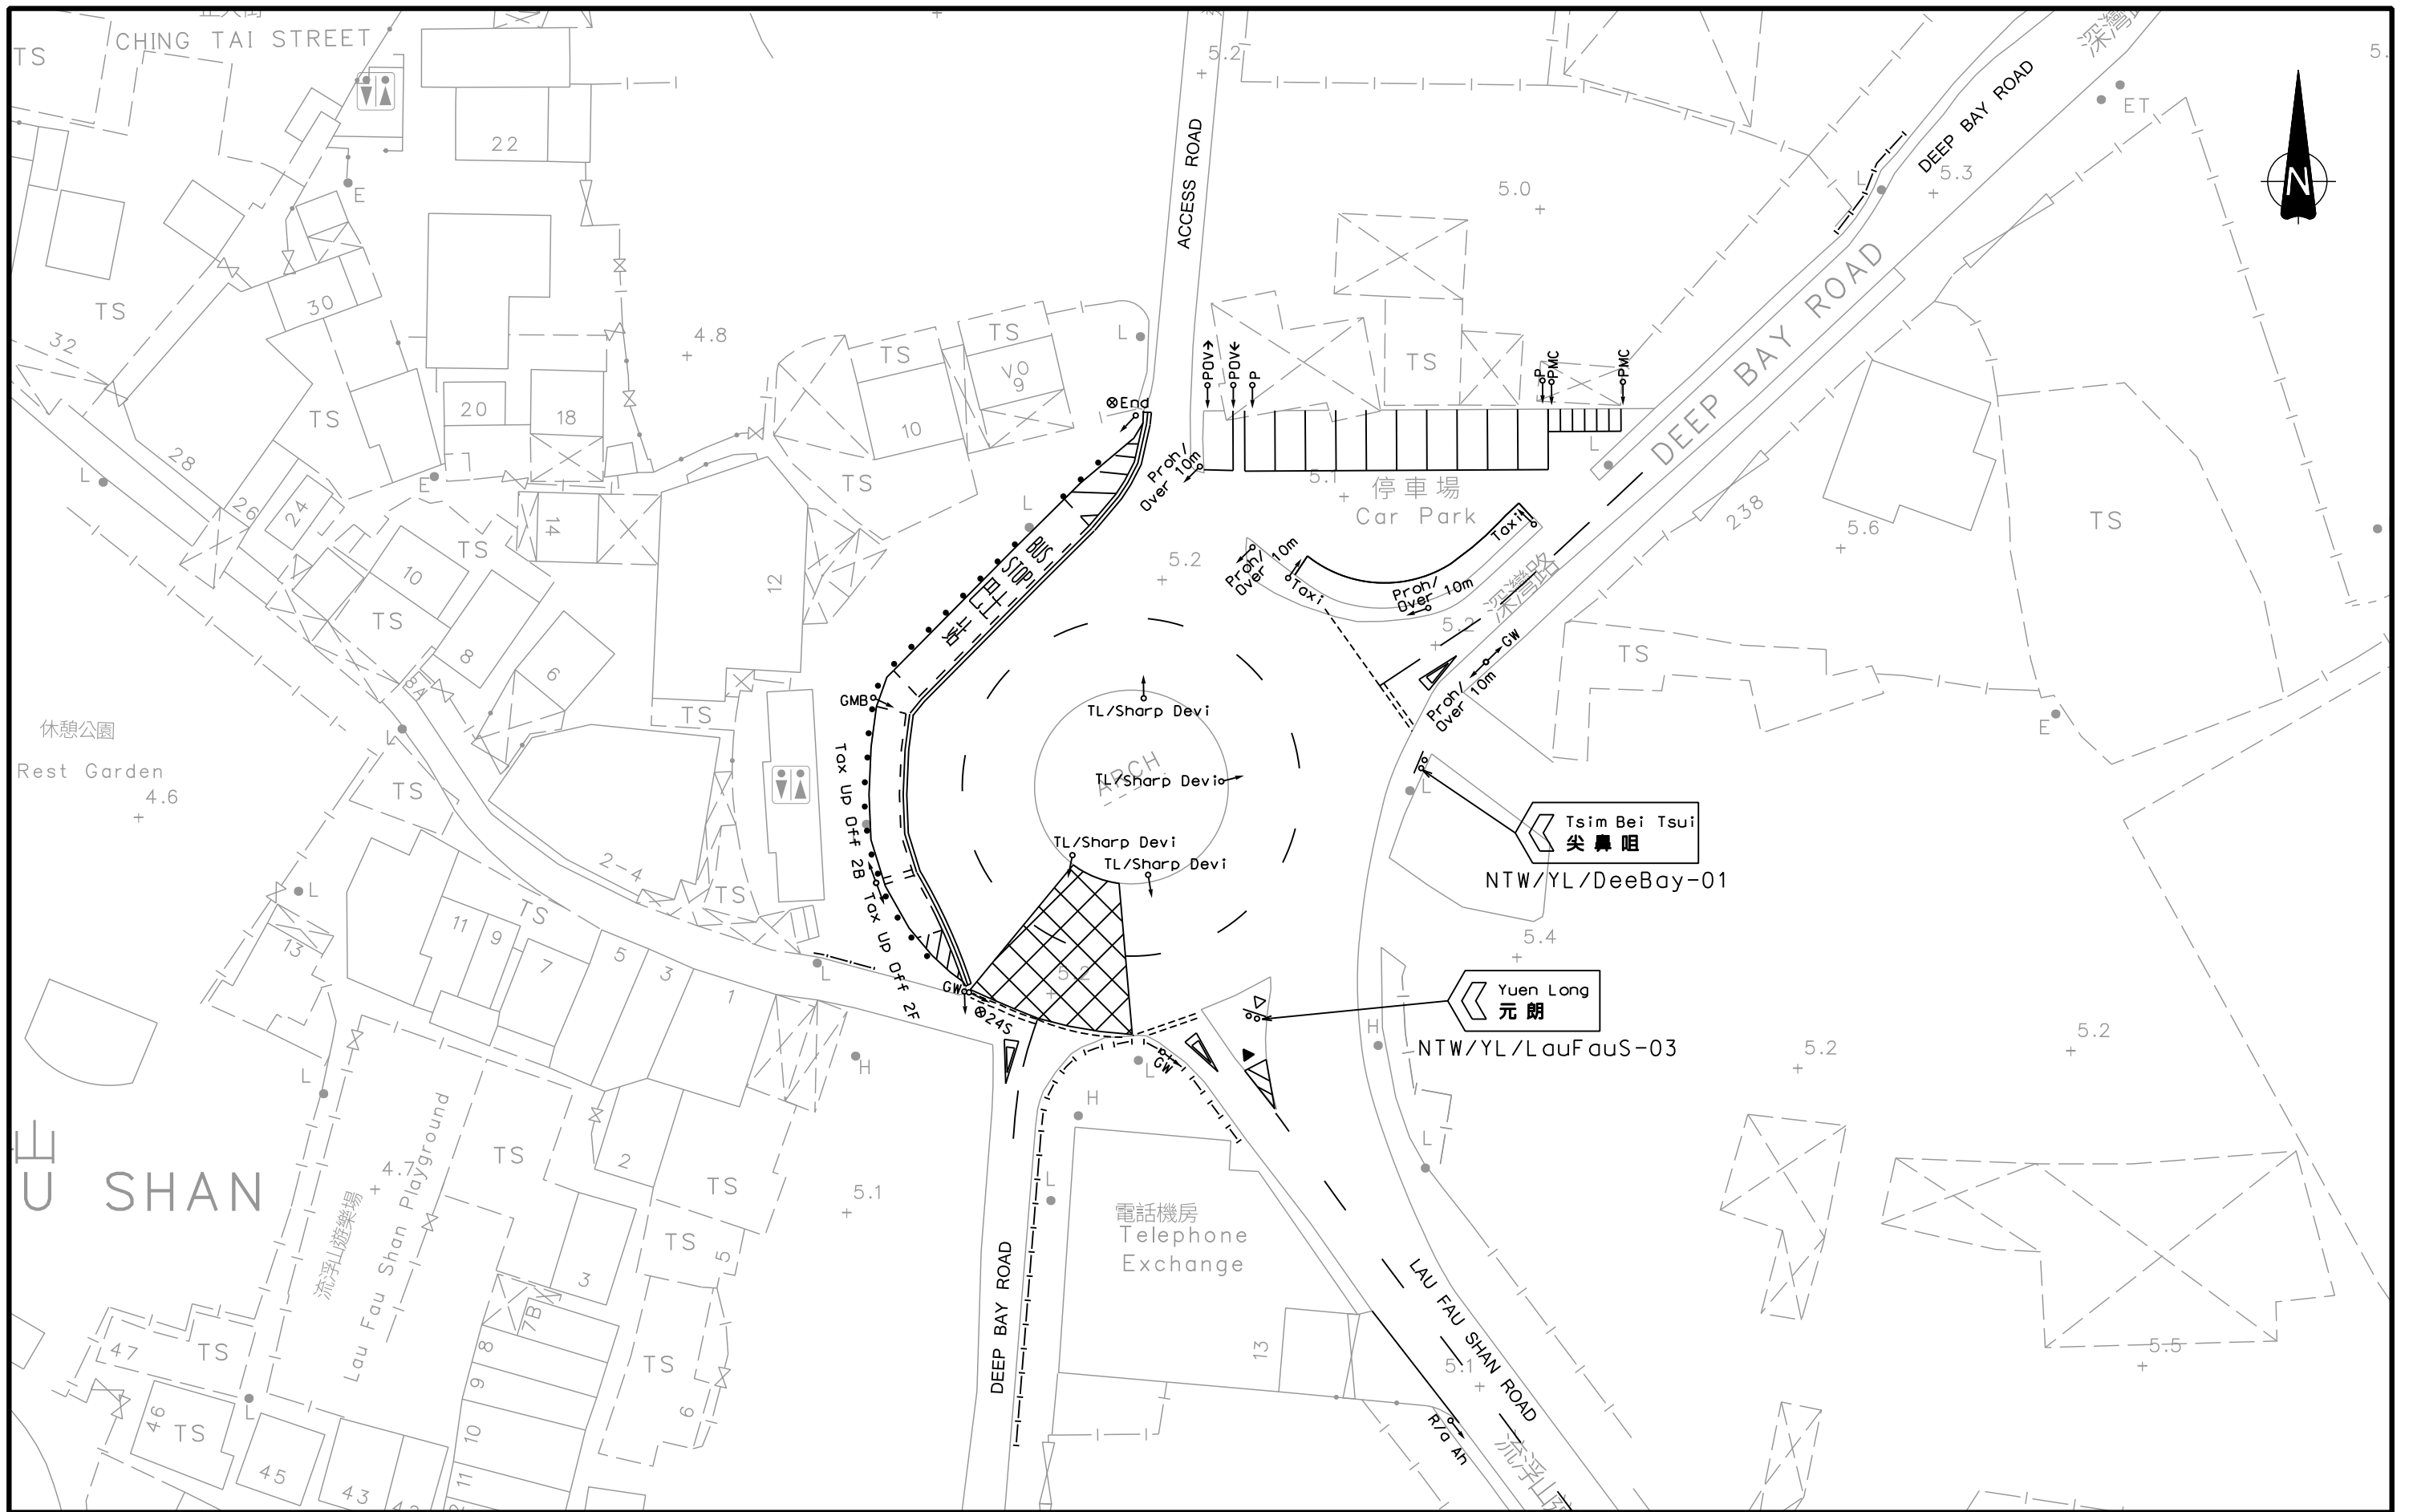 CHING TAI STREET
TS
5.2
深灣路
DEEP BAY ROAD
ET
5.3
L
N
22
E
ACCESS ROAD
5.0
TS
30
32
4.8
L
TS
TS
VO
9
10
DEEP BAY ROAD
TS
POV
POV
P
P
PMC
PMC
20
18
TS
28
26
24
L
E
14
TS
⊗End
Proh/
Over 10m
5.1
停車場
Car Park
L
238
5.6
TS
TS
10
TS
8
6
8A
12
L
BUS
STOP
巴士站
5.2
Proh/
Over 10m
Taxi
Taxi
Proh/
Over 10m
深灣路
5.2
GW
Proh/
Over 10m
TS
E
休憩公園
Rest Garden
4.6
L
TS
TS
GMB
TL/Sharp Devi
ARCH
TL/Sharp Devi
TL/Sharp Devi
TL/Sharp Devi
Tax Up Off 2B
Tax Up Off 2F
L
Tsim Bei Tsui
尖鼻咀
NTW/YL/DeeBay-01
2-4
TS
L
13
TS
11
9
7
5
3
1
L
GW
⊗24S
5.2
5.4
Yuen Long
元朗
NTW/YL/LauFauS-03
H
5.2
5.2
L
H
L
GW
H
L
山
U SHAN
4.7
流浮山遊樂場
Lau Fau Shan Playground
TS
2
TS
5.1
L
電話機房
Telephone
Exchange
DEEP BAY ROAD
LAU FAU SHAN ROAD
TS
5
3
7B
8
9
10
11
TS
6
47
TS
46
TS
L
45
43
13
5.1
R/a Ah
流浮山
5.5